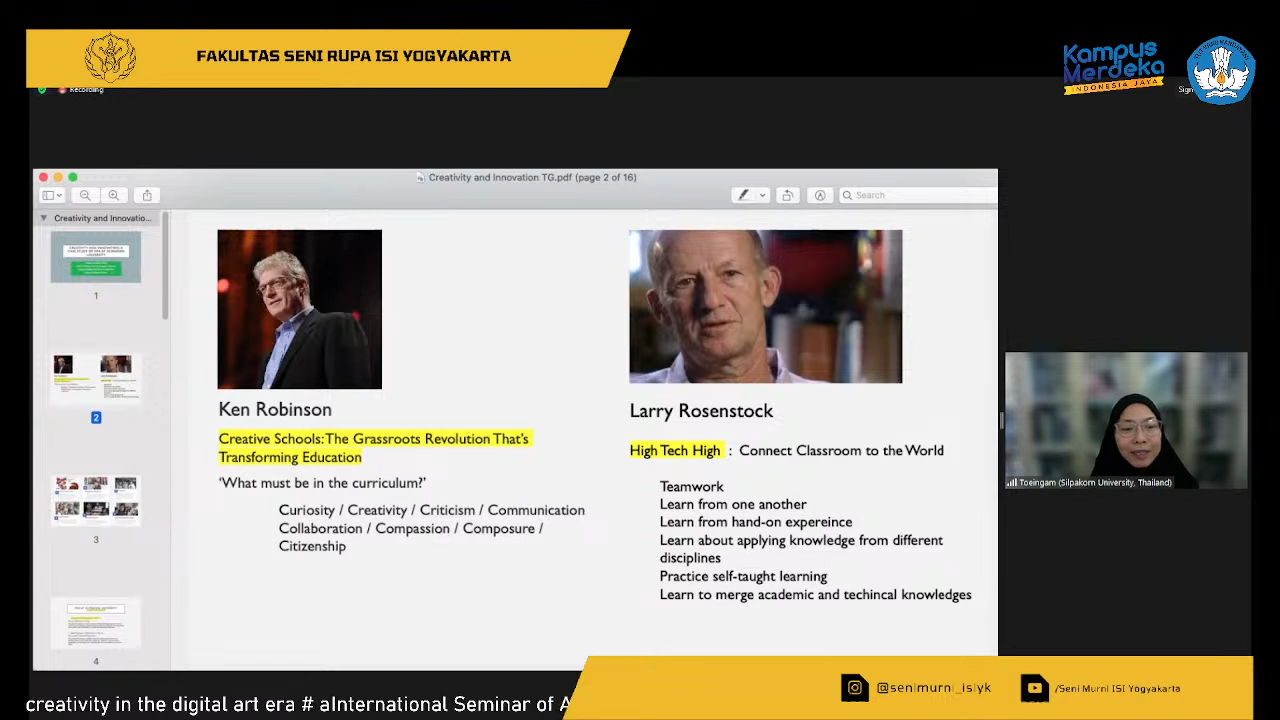 FAKULTAS SENI RUPA ISI YOGYAKARTA
Kampus
Merdeka
INDONESIA JAYA
TUT WURI HANDAYANI
Recording
Sign
Creativity and Innovation TG.pdf (page 2 of 16)
Search
Creativity and Innovatio...
1
2
3
4
Ken Robinson
Creative Schools: The Grassroots Revolution That's
Transforming Education
'What must be in the curriculum?'
Curiosity / Creativity / Criticism / Communication
Collaboration / Compassion / Composure /
Citizenship
Larry Rosenstock
High Tech High : Connect Classroom to the World
Teamwork
Learn from one another
Learn from hand-on expereince
Learn about applying knowledge from different
disciplines
Practice self-taught learning
Learn to merge academic and techincal knowledges
Toeingam (Silpakorn University, Thailand)
creativity in the digital art era # aInternational Seminar of A
@senimurni_isiyk
/Seni Murni ISI Yogyakarta